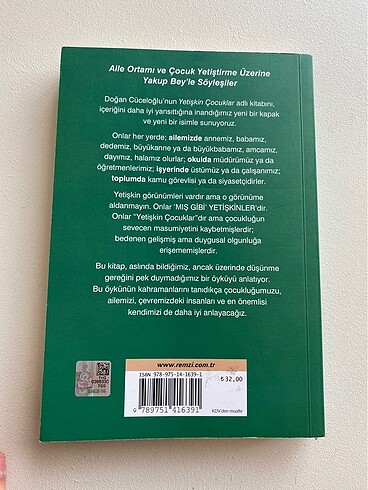 Aile Ortamı ve Çocuk Yetiştirme Üzerine
Yakup Bey'le Söyleşiler
Doğan Cüceloğlu'nun Yetişkin Çocuklar adlı kitabını,
içeriğini daha iyi yansıttığına inandığımız yeni bir kapak
ve yeni bir isimle sunuyoruz.
Onlar her yerde; ailemizde annemiz, babamız,
dedemiz, büyükanne ya da büyükbabamız, amcamız,
dayımız, halamız olurlar; okulda müdürümüz ya da
öğretmenlerimiz; işyerinde üstümüz ya da çalışanımız;
toplumda kamu görevlisi ya da siyasetçidirler.
Yetişkin görünümleri vardır ama o görünüme
aldanmayın. Onlar 'MIŞ GİBİ' YETİŞKİNLER'dir.
Onlar "Yetişkin Çocuklar"dır ama çocukluğun
sevecen masumiyetini kaybetmişlerdir;
bedenen gelişmiş ama duygusal olgunluğa
erişememişlerdir.
Bu kitap, aslında bildiğimiz, ancak üzerinde düşünme
gereğini pek duymadığımız bir öyküyü anlatıyor.
Bu öykünün kahramanlarını tanıdıkça çocukluğumuzu,
ailemizi, çevremizdeki insanları ve en önemlisi
kendimizi de daha iyi anlayacağız.
www.remzi.com.tr
ISBN 978-975-14-1639-1
₺32,00
9 789751 416391
KDV'den muaftır